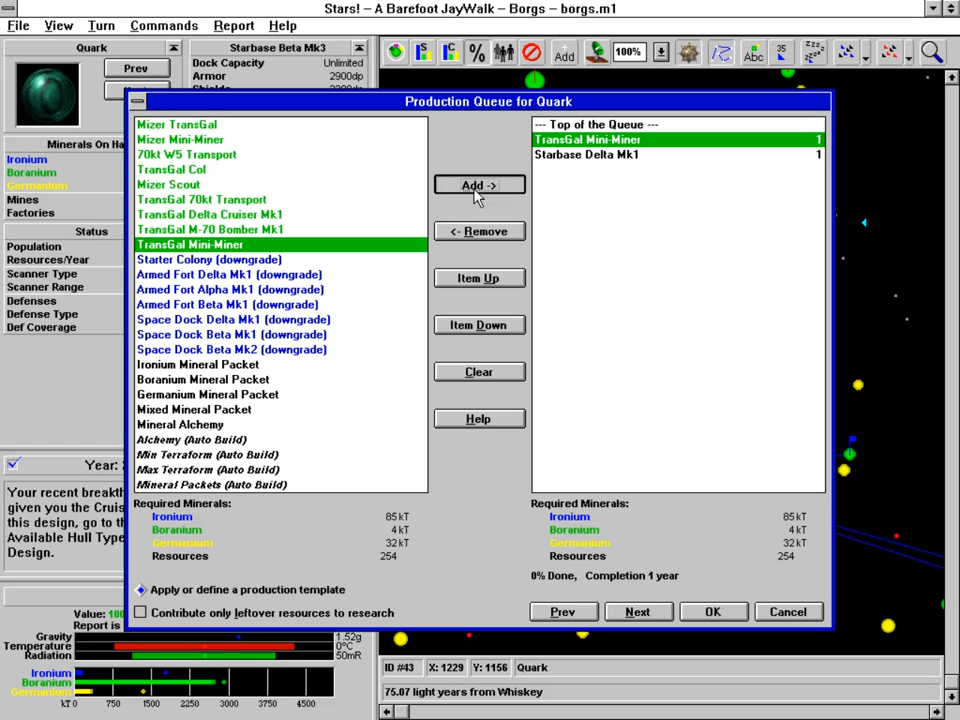 Stars! – A Barefoot JayWalk – Borgs – borgs.m1
File View Turn Commands Report Help
Quark
Prev
Starbase Beta Mk3
Dock Capacity Unlimited
Armor 2900dp
100%
Add
Abc
35
zzz
Minerals On Ha
Ironium
Boranium
Germanium
Mines
Factories
Status
Population
Resources/Year
Scanner Type
Scanner Range
Defenses
Defense Type
Def Coverage
Year: 2
Your recent breakth
given you the Cruis
this design, go to th
Available Hull Type
Design.
Production Queue for Quark
Mizer TransGal
Mizer Mini-Miner
70kt W5 Transport
TransGal Col
Mizer Scout
TransGal 70kt Transport
TransGal Delta Cruiser Mk1
TransGal M-70 Bomber Mk1
TransGal Mini-Miner
Starter Colony (downgrade)
Armed Fort Delta Mk1 (downgrade)
Armed Fort Alpha Mk1 (downgrade)
Armed Fort Beta Mk1 (downgrade)
Space Dock Delta Mk1 (downgrade)
Space Dock Beta Mk1 (downgrade)
Space Dock Beta Mk2 (downgrade)
Ironium Mineral Packet
Boranium Mineral Packet
Germanium Mineral Packet
Mixed Mineral Packet
Mineral Alchemy
Alchemy (Auto Build)
Min Terraform (Auto Build)
Max Terraform (Auto Build)
Mineral Packets (Auto Build)
Add ->
<- Remove
Item Up
Item Down
Clear
Help
--- Top of the Queue ---
TransGal Mini-Miner 1
Starbase Delta Mk1 1
Required Minerals:
Ironium 85kT
Boranium 4kT
Germanium 32kT
Resources 254
Required Minerals:
Ironium 85kT
Boranium 4kT
Germanium 32kT
Resources 254
0% Done, Completion 1 year
Apply or define a production template
Contribute only leftover resources to research
Prev Next OK Cancel
Value: 100
Report is
Gravity 1.52g
Temperature 0°C
Radiation 50mR
Ironium
Boranium
Germanium
kT 0 750 1500 2250 3000 3750 4500
ID #43 X: 1229 Y: 1156 Quark
75.07 light years from Whiskey